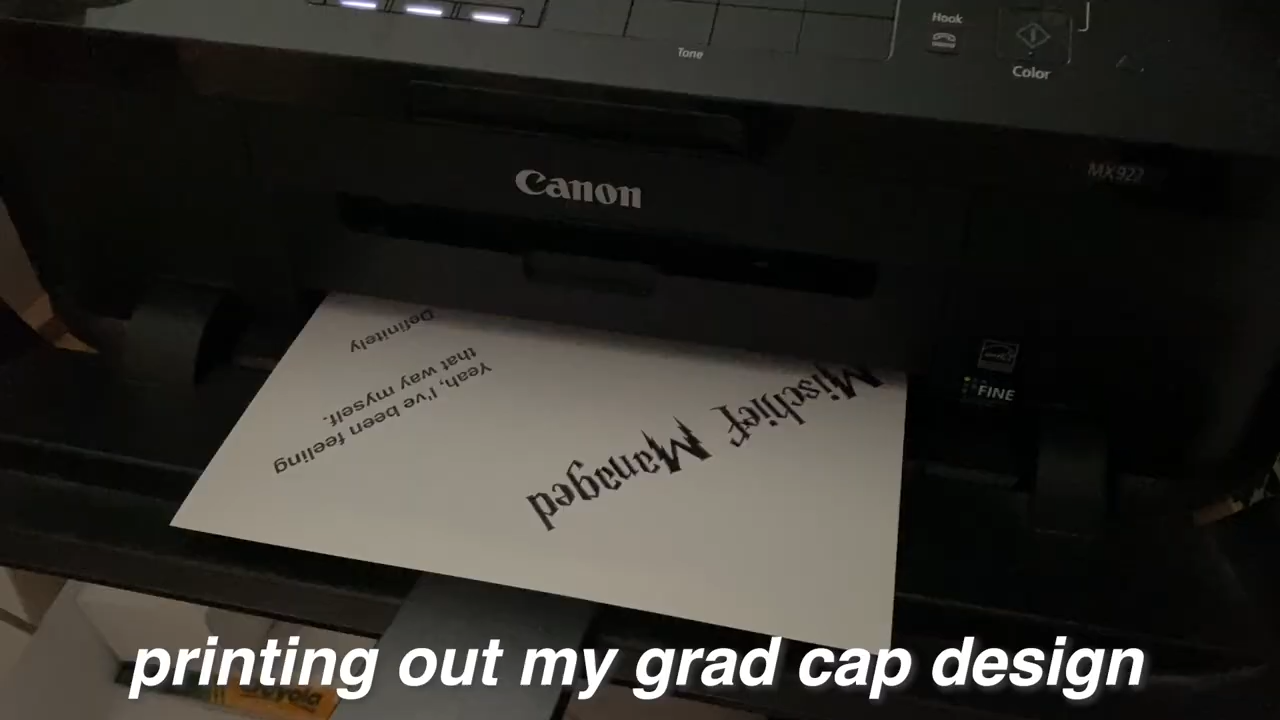 Hook
Tone
Color
MX922
Canon
FINE
Mischief Managed
Definitely
Yeah, I've been feeling
that way myself.
printing out my grad cap design